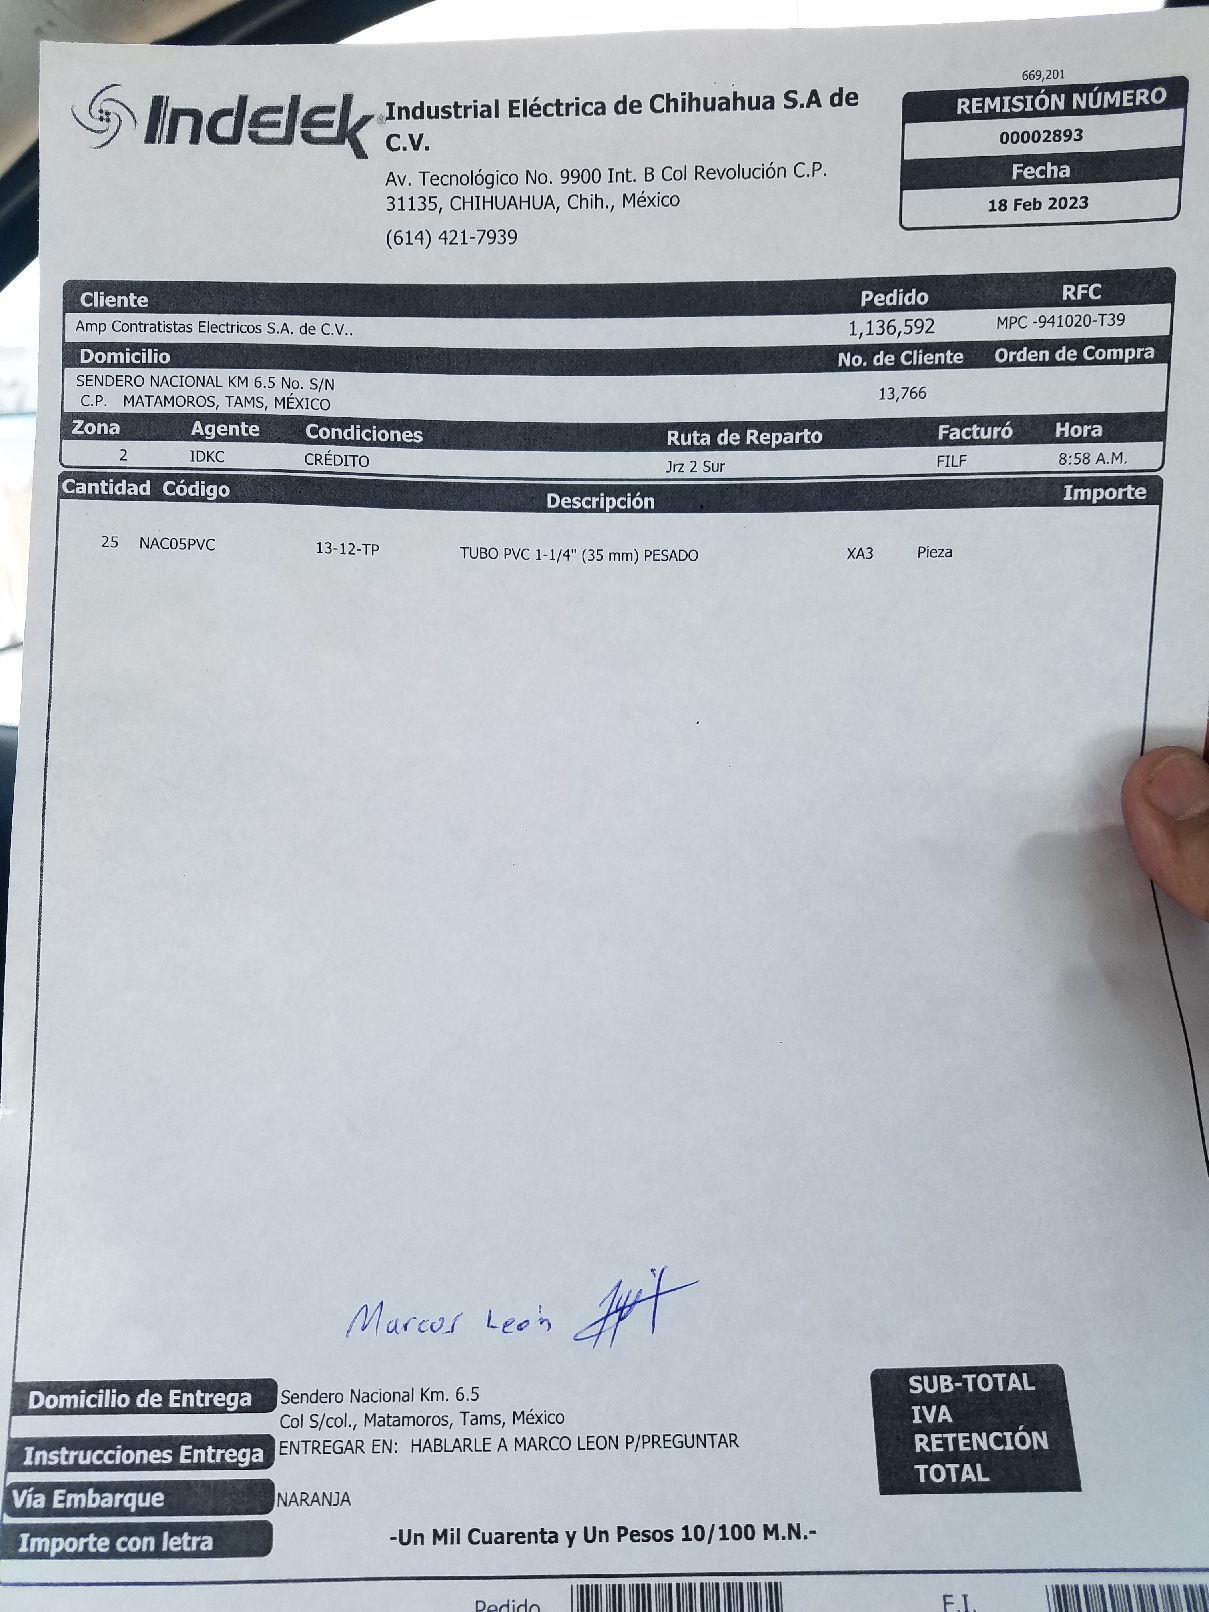 669,201
Indelek
Industrial Eléctrica de Chihuahua S.A de
C.V.
Av. Tecnológico No. 9900 Int. B Col Revolución C.P.
31135, CHIHUAHUA, Chih., México
(614) 421-7939
REMISIÓN NÚMERO
00002893
Fecha
18 Feb 2023
Cliente Pedido RFC
Amp Contratistas Electricos S.A. de C.V.. 1,136,592 MPC -941020-T39
Domicilio No. de Cliente Orden de Compra
SENDERO NACIONAL KM 6.5 No. S/N 13,766
C.P. MATAMOROS, TAMS, MÉXICO
Zona Agente Condiciones Ruta de Reparto Facturó Hora
2 IDKC CRÉDITO Jrz 2 Sur FILF 8:58 A.M.
Cantidad Código Descripción Importe
25 NAC05PVC 13-12-TP TUBO PVC 1-1/4" (35 mm) PESADO XA3 Pieza
Marcos León
Domicilio de Entrega Sendero Nacional Km. 6.5
Col S/col., Matamoros, Tams, México
Instrucciones Entrega ENTREGAR EN: HABLARLE A MARCO LEON P/PREGUNTAR
Vía Embarque NARANJA
Importe con letra -Un Mil Cuarenta y Un Pesos 10/100 M.N.-
SUB-TOTAL
IVA
RETENCIÓN
TOTAL
Pedido F.I.